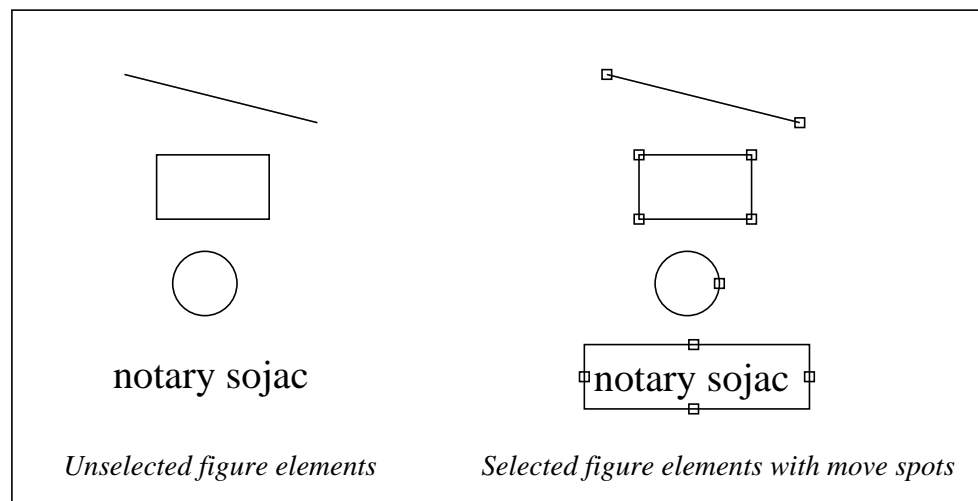 notary sojac
notary sojac
Unselected figure elements
Selected figure elements with move spots